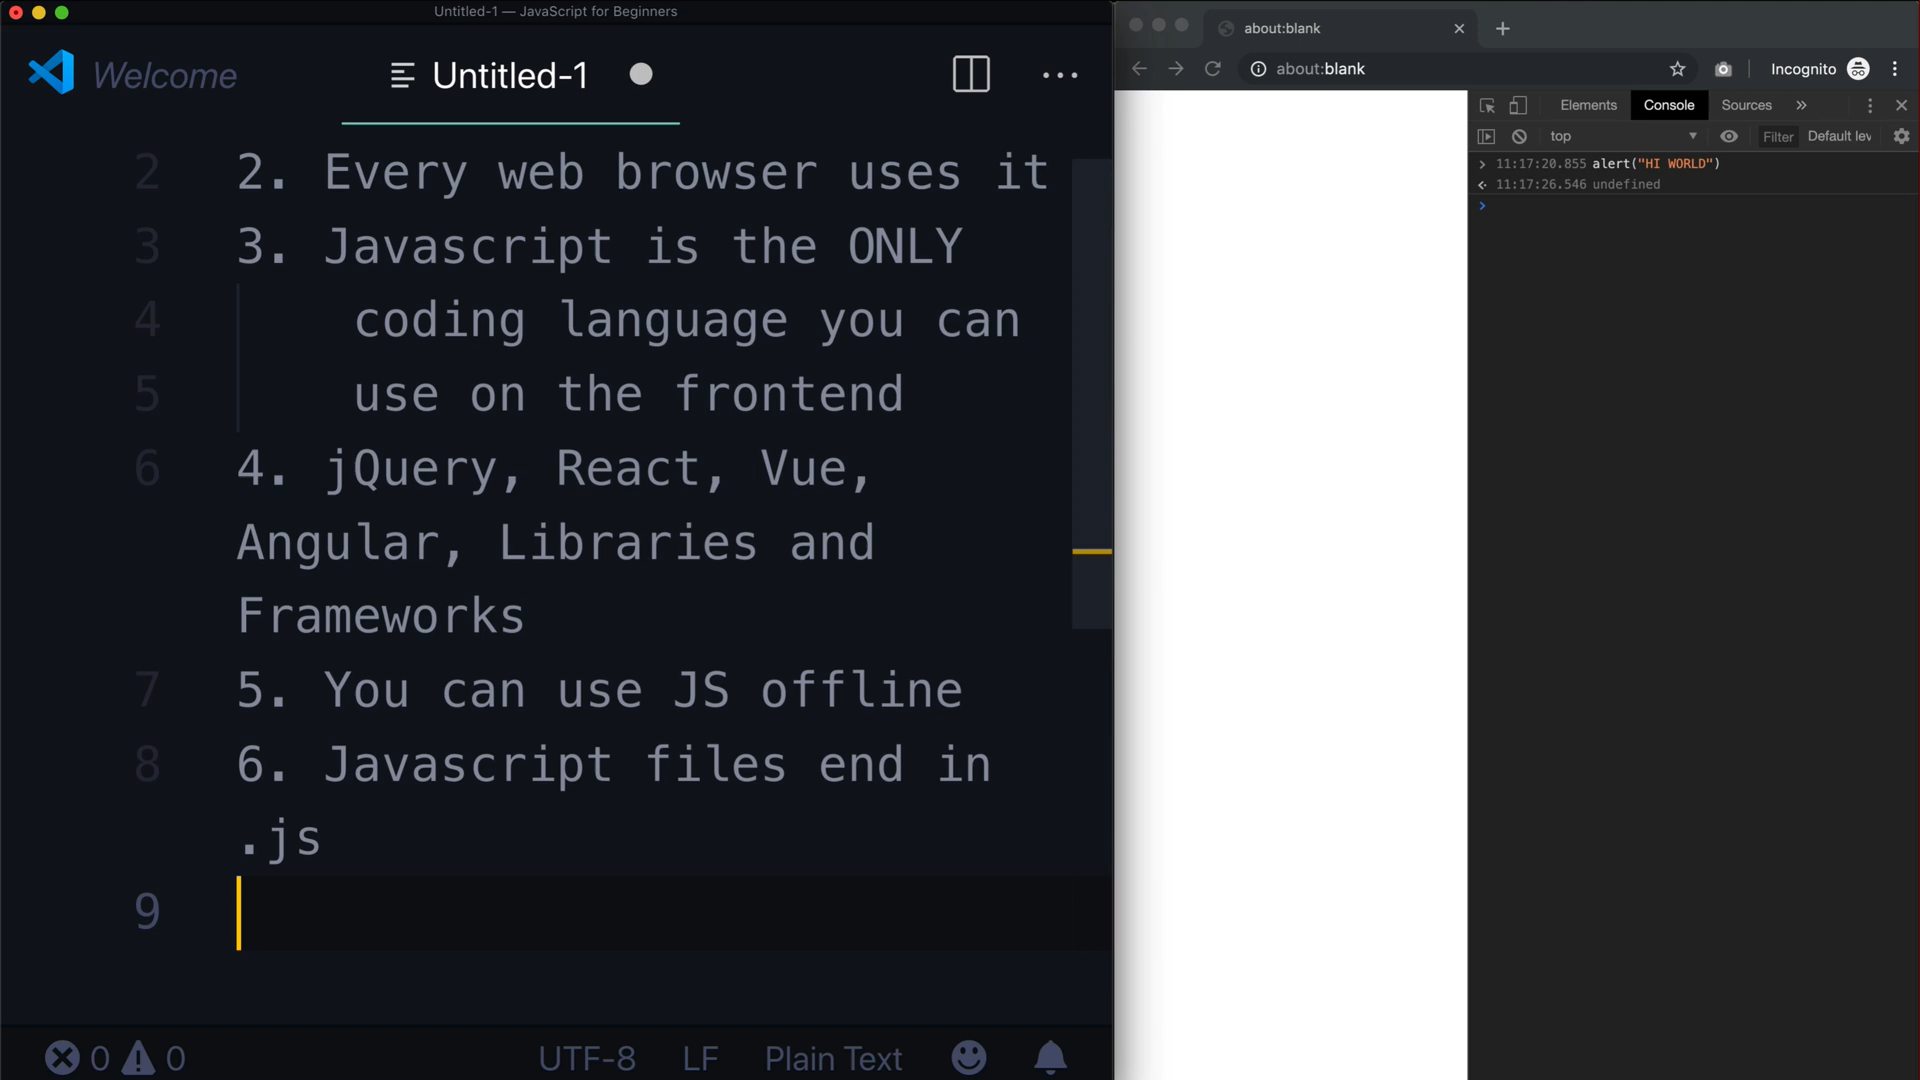 Untitled-1 — JavaScript for Beginners
Welcome
Untitled-1
2 2. Every web browser uses it
3 3. Javascript is the ONLY
4 coding language you can
5 use on the frontend
6 4. jQuery, React, Vue,
Angular, Libraries and
Frameworks
7 5. You can use JS offline
8 6. Javascript files end in
.js
9
0 0 UTF-8 LF Plain Text
about:blank
about:blank Incognito
Elements Console Sources »
top Filter Default lev
> 11:17:20.855 alert("HI WORLD")
11:17:26.546 undefined
>